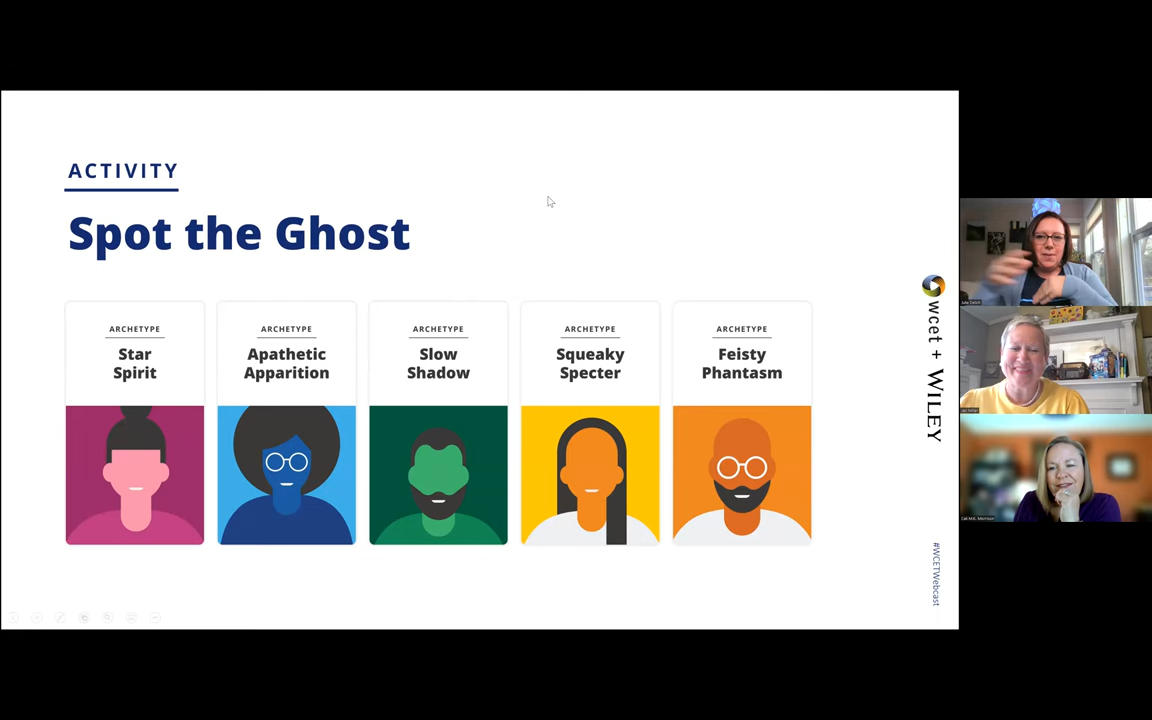 ACTIVITY
Spot the Ghost
ARCHETYPE
Star
Spirit
ARCHETYPE
Apathetic
Apparition
ARCHETYPE
Slow
Shadow
ARCHETYPE
Squeaky
Specter
ARCHETYPE
Feisty
Phantasm
wcet + WILEY
#WCETWebcast